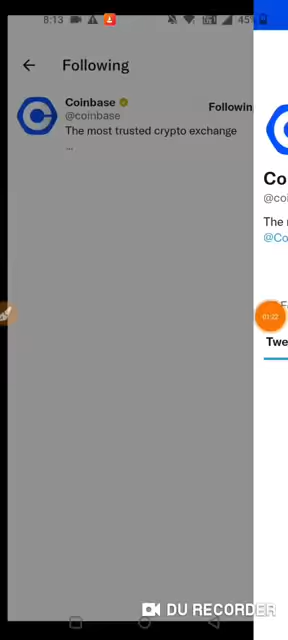 8:13 45%
Following
Coinbase Followin
@coinbase
The most trusted crypto exchange
...
Co
@coi
The
@Co
01:22
Twe
DU RECORDER